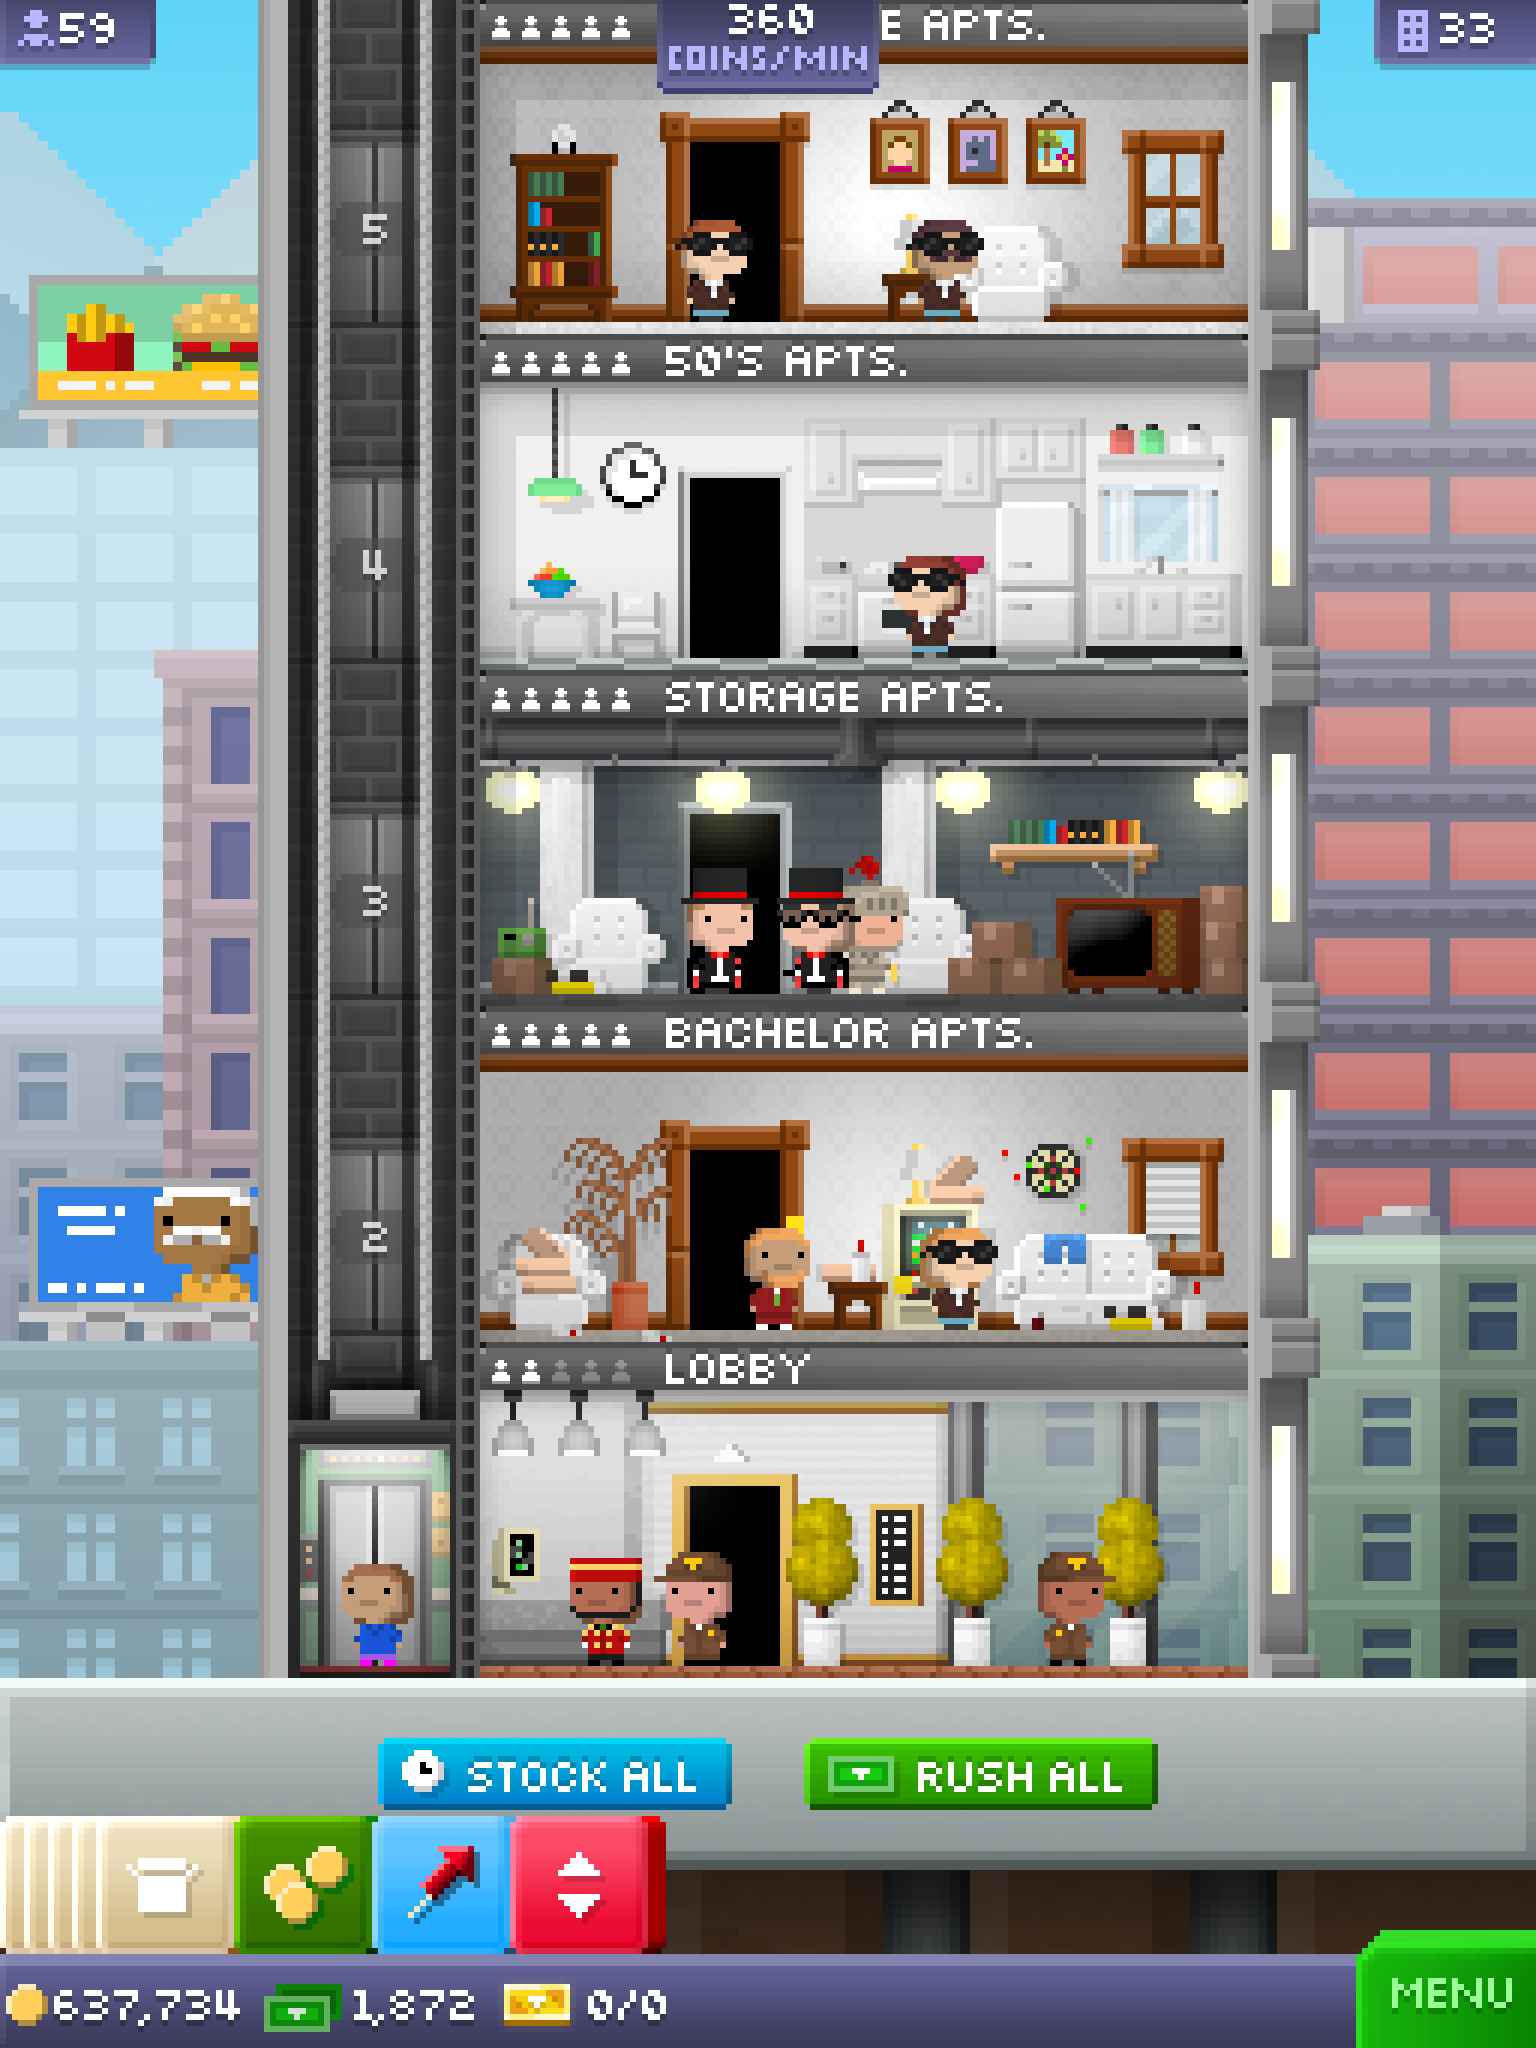 59
360
COINS/MIN
E APTS.
33
5
50'S APTS.
4
STORAGE APTS.
3
BACHELOR APTS.
2
LOBBY
STOCK ALL
RUSH ALL
637,734
1,872
0/0
MENU